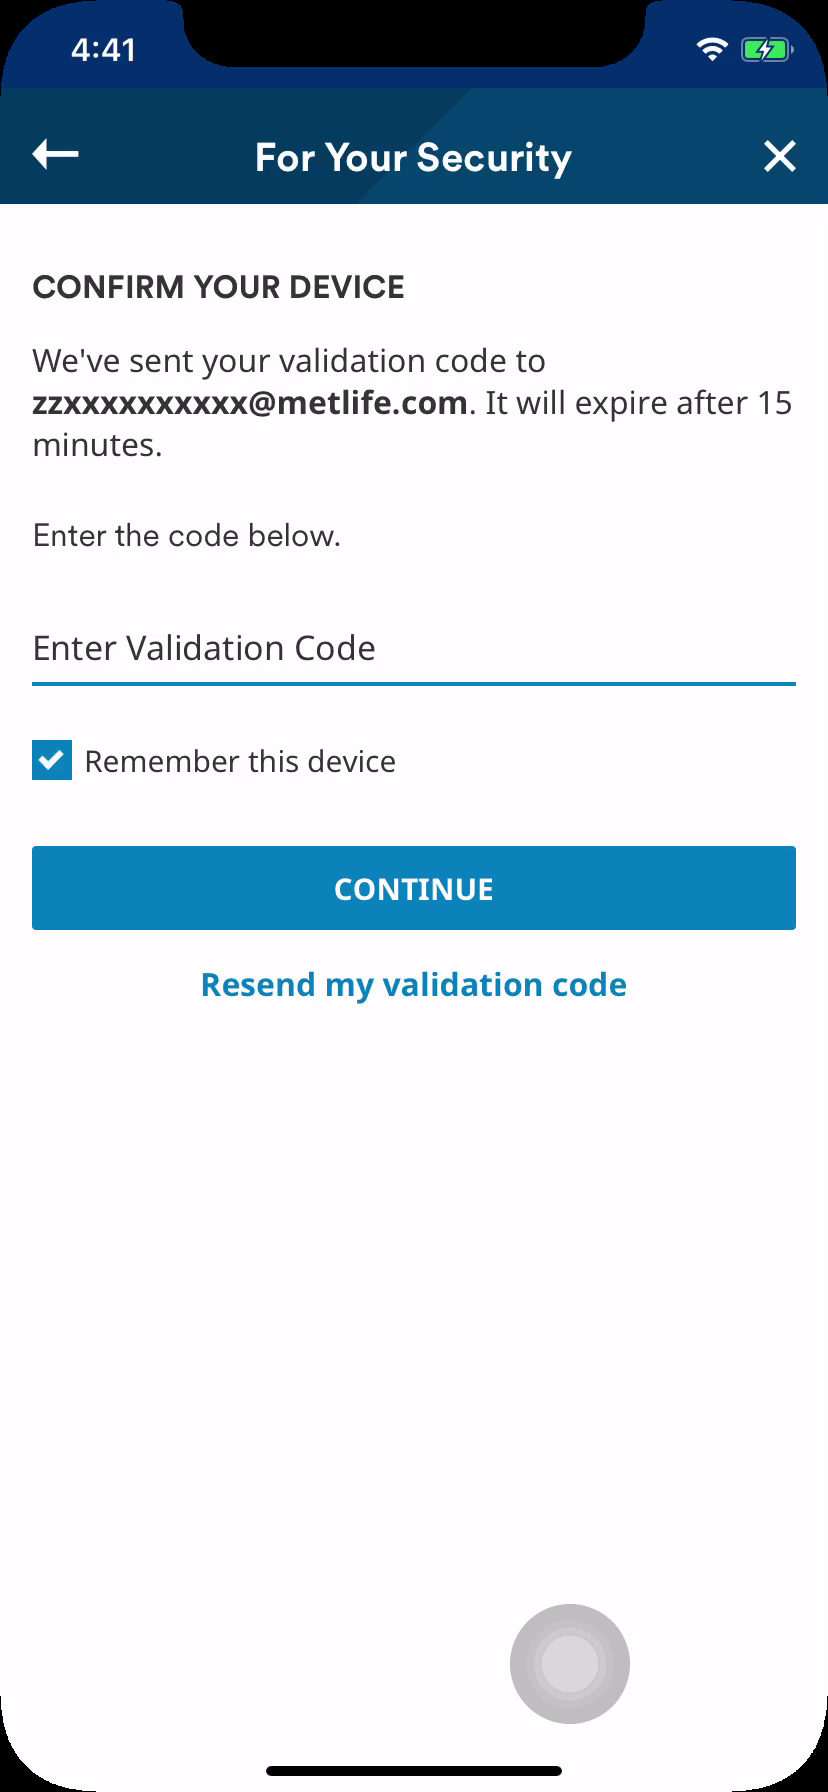 4:41
For Your Security
CONFIRM YOUR DEVICE
We've sent your validation code to
zzxxxxxxxxxx@metlife.com. It will expire after 15
minutes.
Enter the code below.
Enter Validation Code
Remember this device
CONTINUE
Resend my validation code